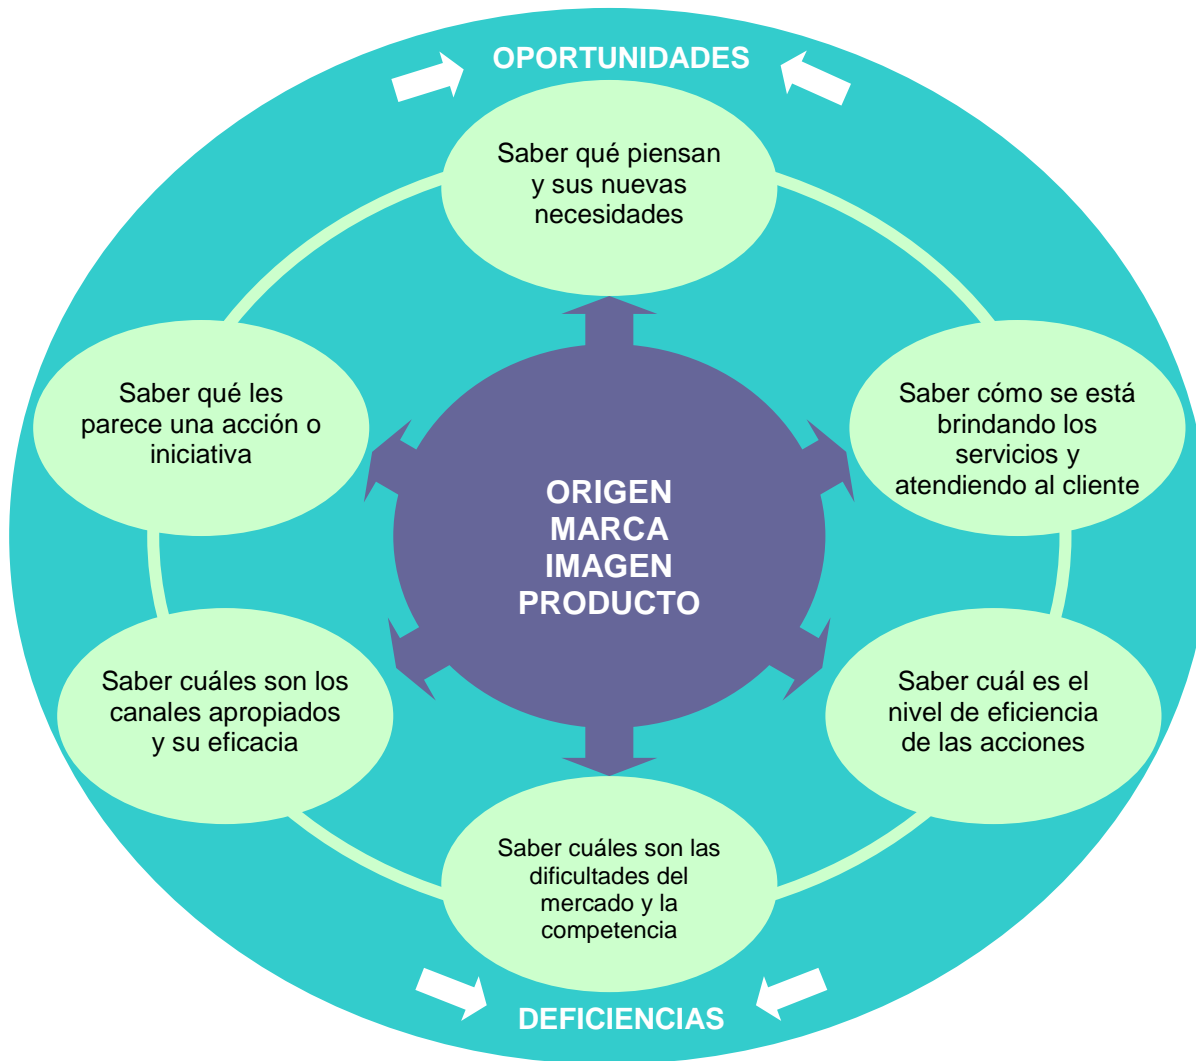 OPORTUNIDADES
Saber qué piensan
y sus nuevas
necesidades
Saber qué les
parece una acción o
iniciativa
Saber cómo se está
brindando los
servicios y
atendiendo al cliente
ORIGEN
MARCA
IMAGEN
PRODUCTO
Saber cuáles son los
canales apropiados
y su eficacia
Saber cuál es el
nivel de eficiencia
de las acciones
Saber cuáles son las
dificultades del
mercado y la
competencia
DEFICIENCIAS